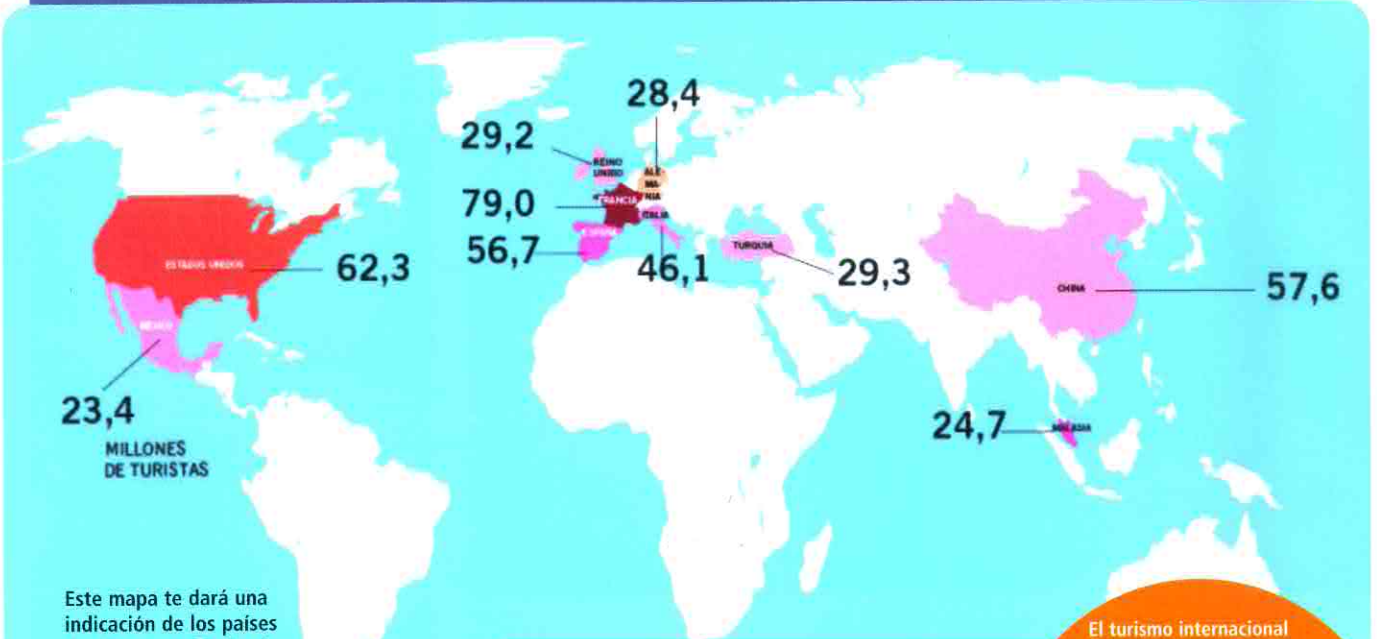 28,4
29,2
REINO
UNIDO
ALE-
MA-
NIA
79,0
FRANCIA
ITALIA
ESPAÑA
56,7
46,1
TURQUIA
29,3
ESTADOS UNIDOS
62,3
CHINA
57,6
MÉXICO
23,4
MILLONES
DE TURISTAS
24,7
MALASIA
Este mapa te dará una
indicación de los países
El turismo internacional